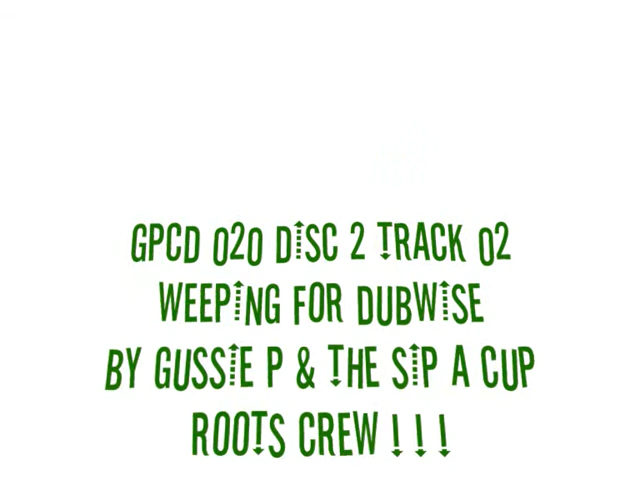 GPCD 020 DISC 2 TRACK 02
WEEPING FOR DUBWISE
BY GUSSIE P & THE SIP A CUP
ROOTS CREW ! ! !